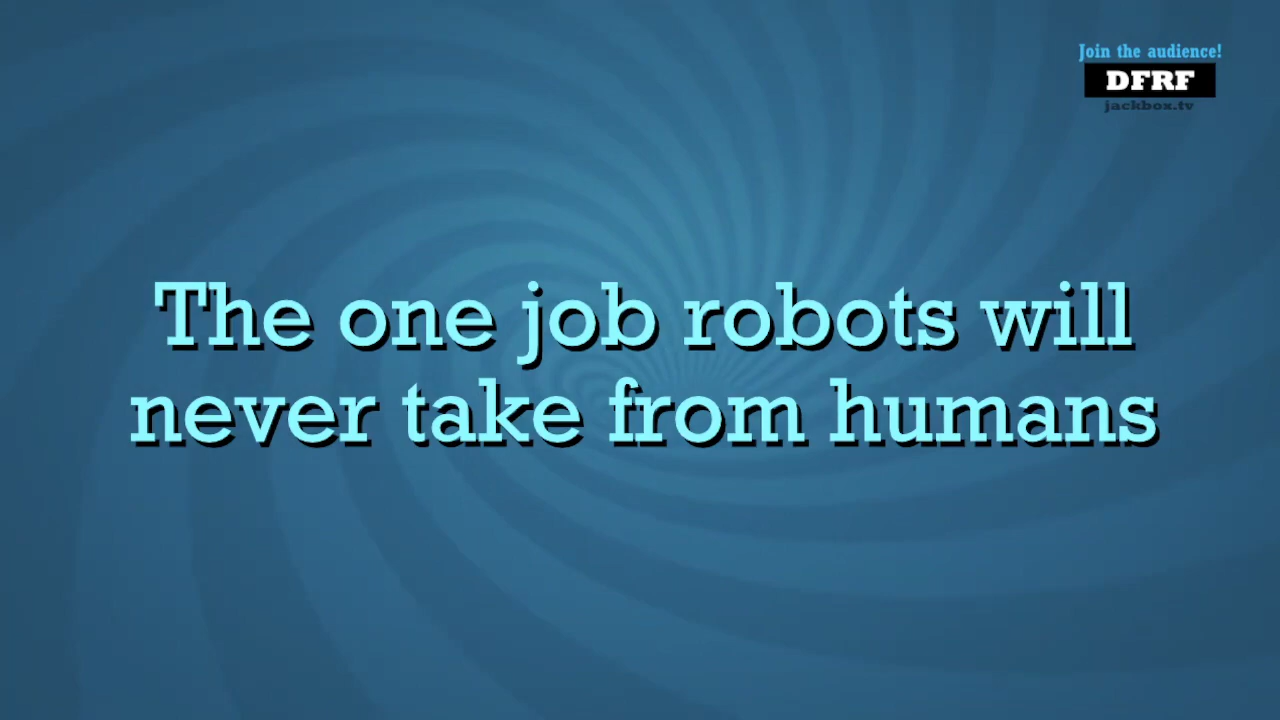 Join the audience!
DFRF
jackbox.tv
The one job robots will
never take from humans